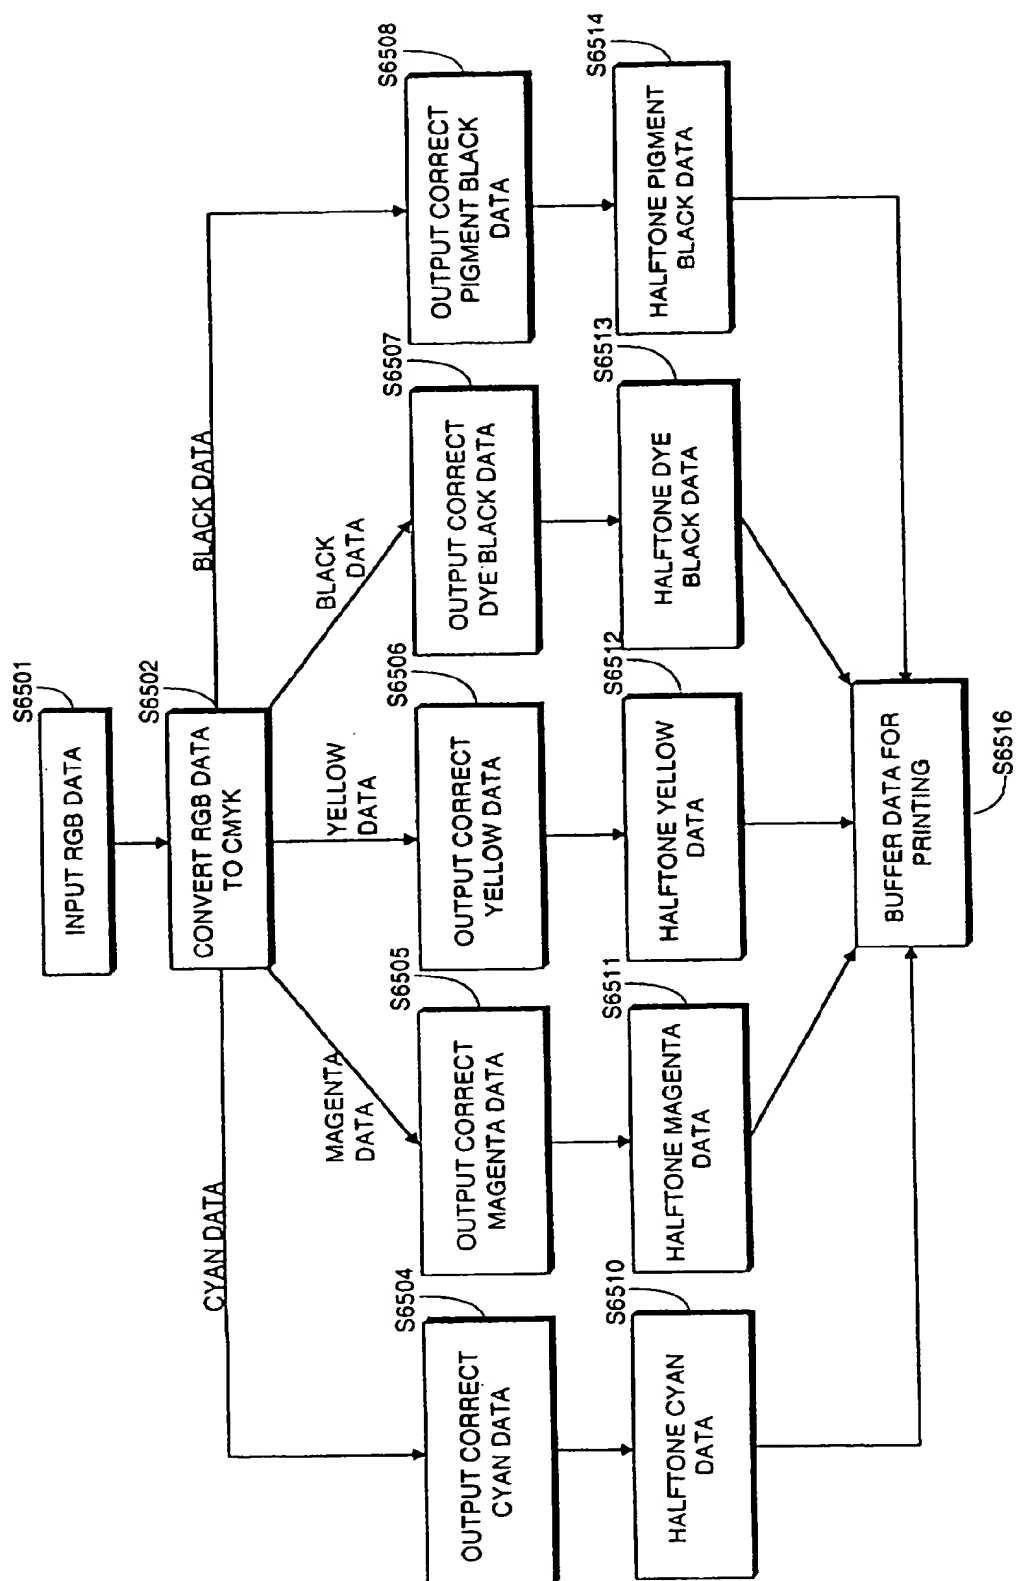 S6501
INPUT RGB DATA
S6502
CONVERT RGB DATA
TO CMYK
CYAN DATA
MAGENTA
DATA
YELLOW
DATA
BLACK
DATA
BLACK DATA
S6504
OUTPUT CORRECT
CYAN DATA
S6505
OUTPUT CORRECT
MAGENTA DATA
S6506
OUTPUT CORRECT
YELLOW DATA
S6507
OUTPUT CORRECT
DYE BLACK DATA
S6508
OUTPUT CORRECT
PIGMENT BLACK
DATA
S6510
HALFTONE CYAN
DATA
S6511
HALFTONE MAGENTA
DATA
S6512
HALFTONE YELLOW
DATA
S6513
HALFTONE DYE
BLACK DATA
S6514
HALFTONE PIGMENT
BLACK DATA
BUFFER DATA FOR
PRINTING
S6516